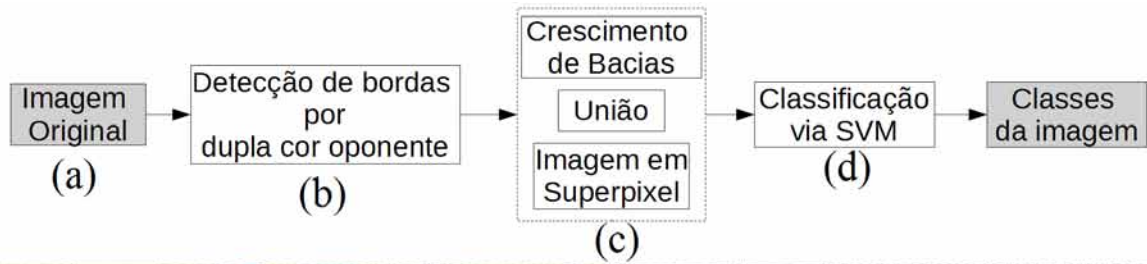 Imagem
Original
(a)
Detecção de bordas
por
dupla cor oponente
(b)
Crescimento
de Bacias
União
Imagem em
Superpixel
(c)
Classificação
via SVM
(d)
Classes
da imagem